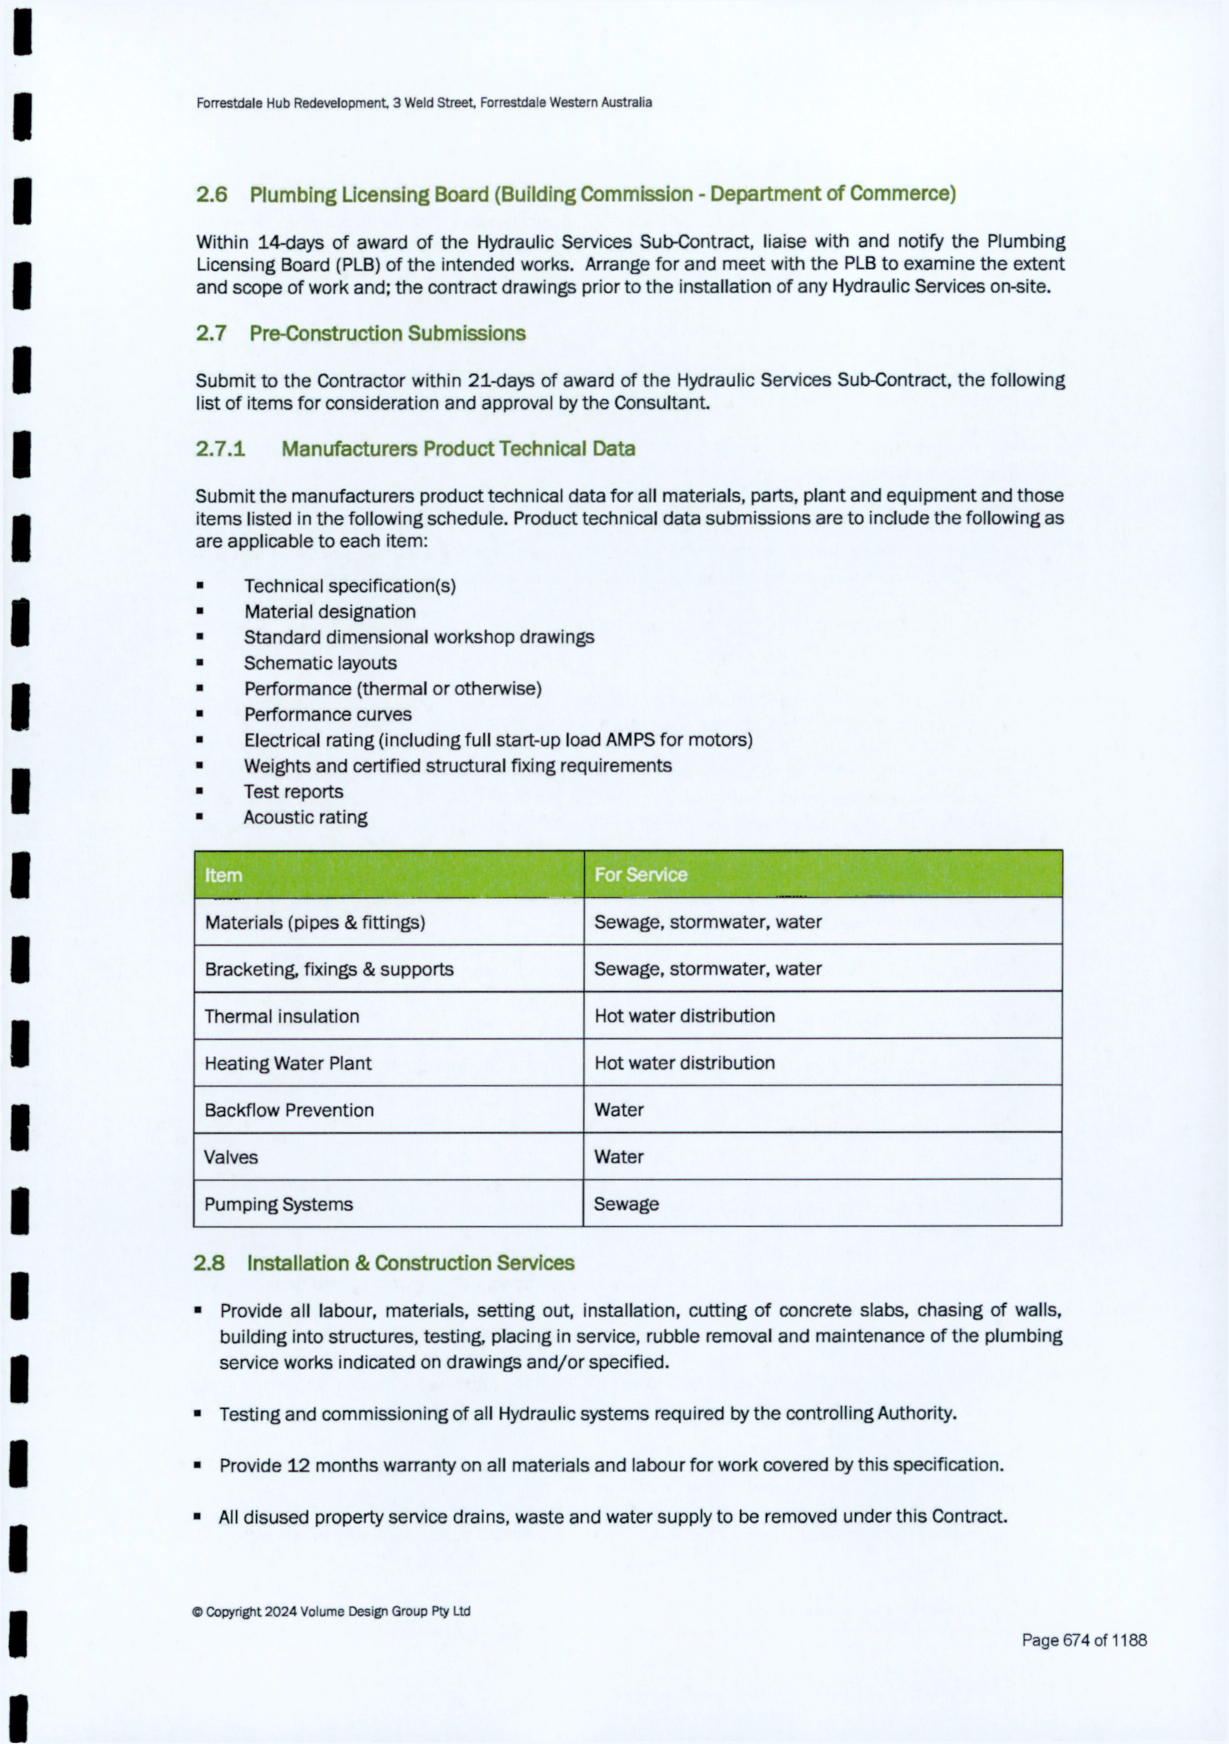 Forrestdale Hub Redevelopment, 3 Weld Street, Forrestdale Western Australia
2.6 Plumbing Licensing Board (Building Commission - Department of Commerce)
Within 14-days of award of the Hydraulic Services Sub-Contract, liaise with and notify the Plumbing
Licensing Board (PLB) of the intended works. Arrange for and meet with the PLB to examine the extent
and scope of work and; the contract drawings prior to the installation of any Hydraulic Services on-site.
2.7 Pre-Construction Submissions
Submit to the Contractor within 21-days of award of the Hydraulic Services Sub-Contract, the following
list of items for consideration and approval by the Consultant.
2.7.1 Manufacturers Product Technical Data
Submit the manufacturers product technical data for all materials, parts, plant and equipment and those
items listed in the following schedule. Product technical data submissions are to include the following as
are applicable to each item:
▪ Technical specification(s)
▪ Material designation
▪ Standard dimensional workshop drawings
▪ Schematic layouts
▪ Performance (thermal or otherwise)
▪ Performance curves
▪ Electrical rating (including full start-up load AMPS for motors)
▪ Weights and certified structural fixing requirements
▪ Test reports
▪ Acoustic rating
Item For Service
Materials (pipes & fittings) Sewage, stormwater, water
Bracketing, fixings & supports Sewage, stormwater, water
Thermal insulation Hot water distribution
Heating Water Plant Hot water distribution
Backflow Prevention Water
Valves Water
Pumping Systems Sewage
2.8 Installation & Construction Services
▪ Provide all labour, materials, setting out, installation, cutting of concrete slabs, chasing of walls,
building into structures, testing, placing in service, rubble removal and maintenance of the plumbing
service works indicated on drawings and/or specified.
▪ Testing and commissioning of all Hydraulic systems required by the controlling Authority.
▪ Provide 12 months warranty on all materials and labour for work covered by this specification.
▪ All disused property service drains, waste and water supply to be removed under this Contract.
© Copyright 2024 Volume Design Group Pty Ltd
Page 674 of 1188